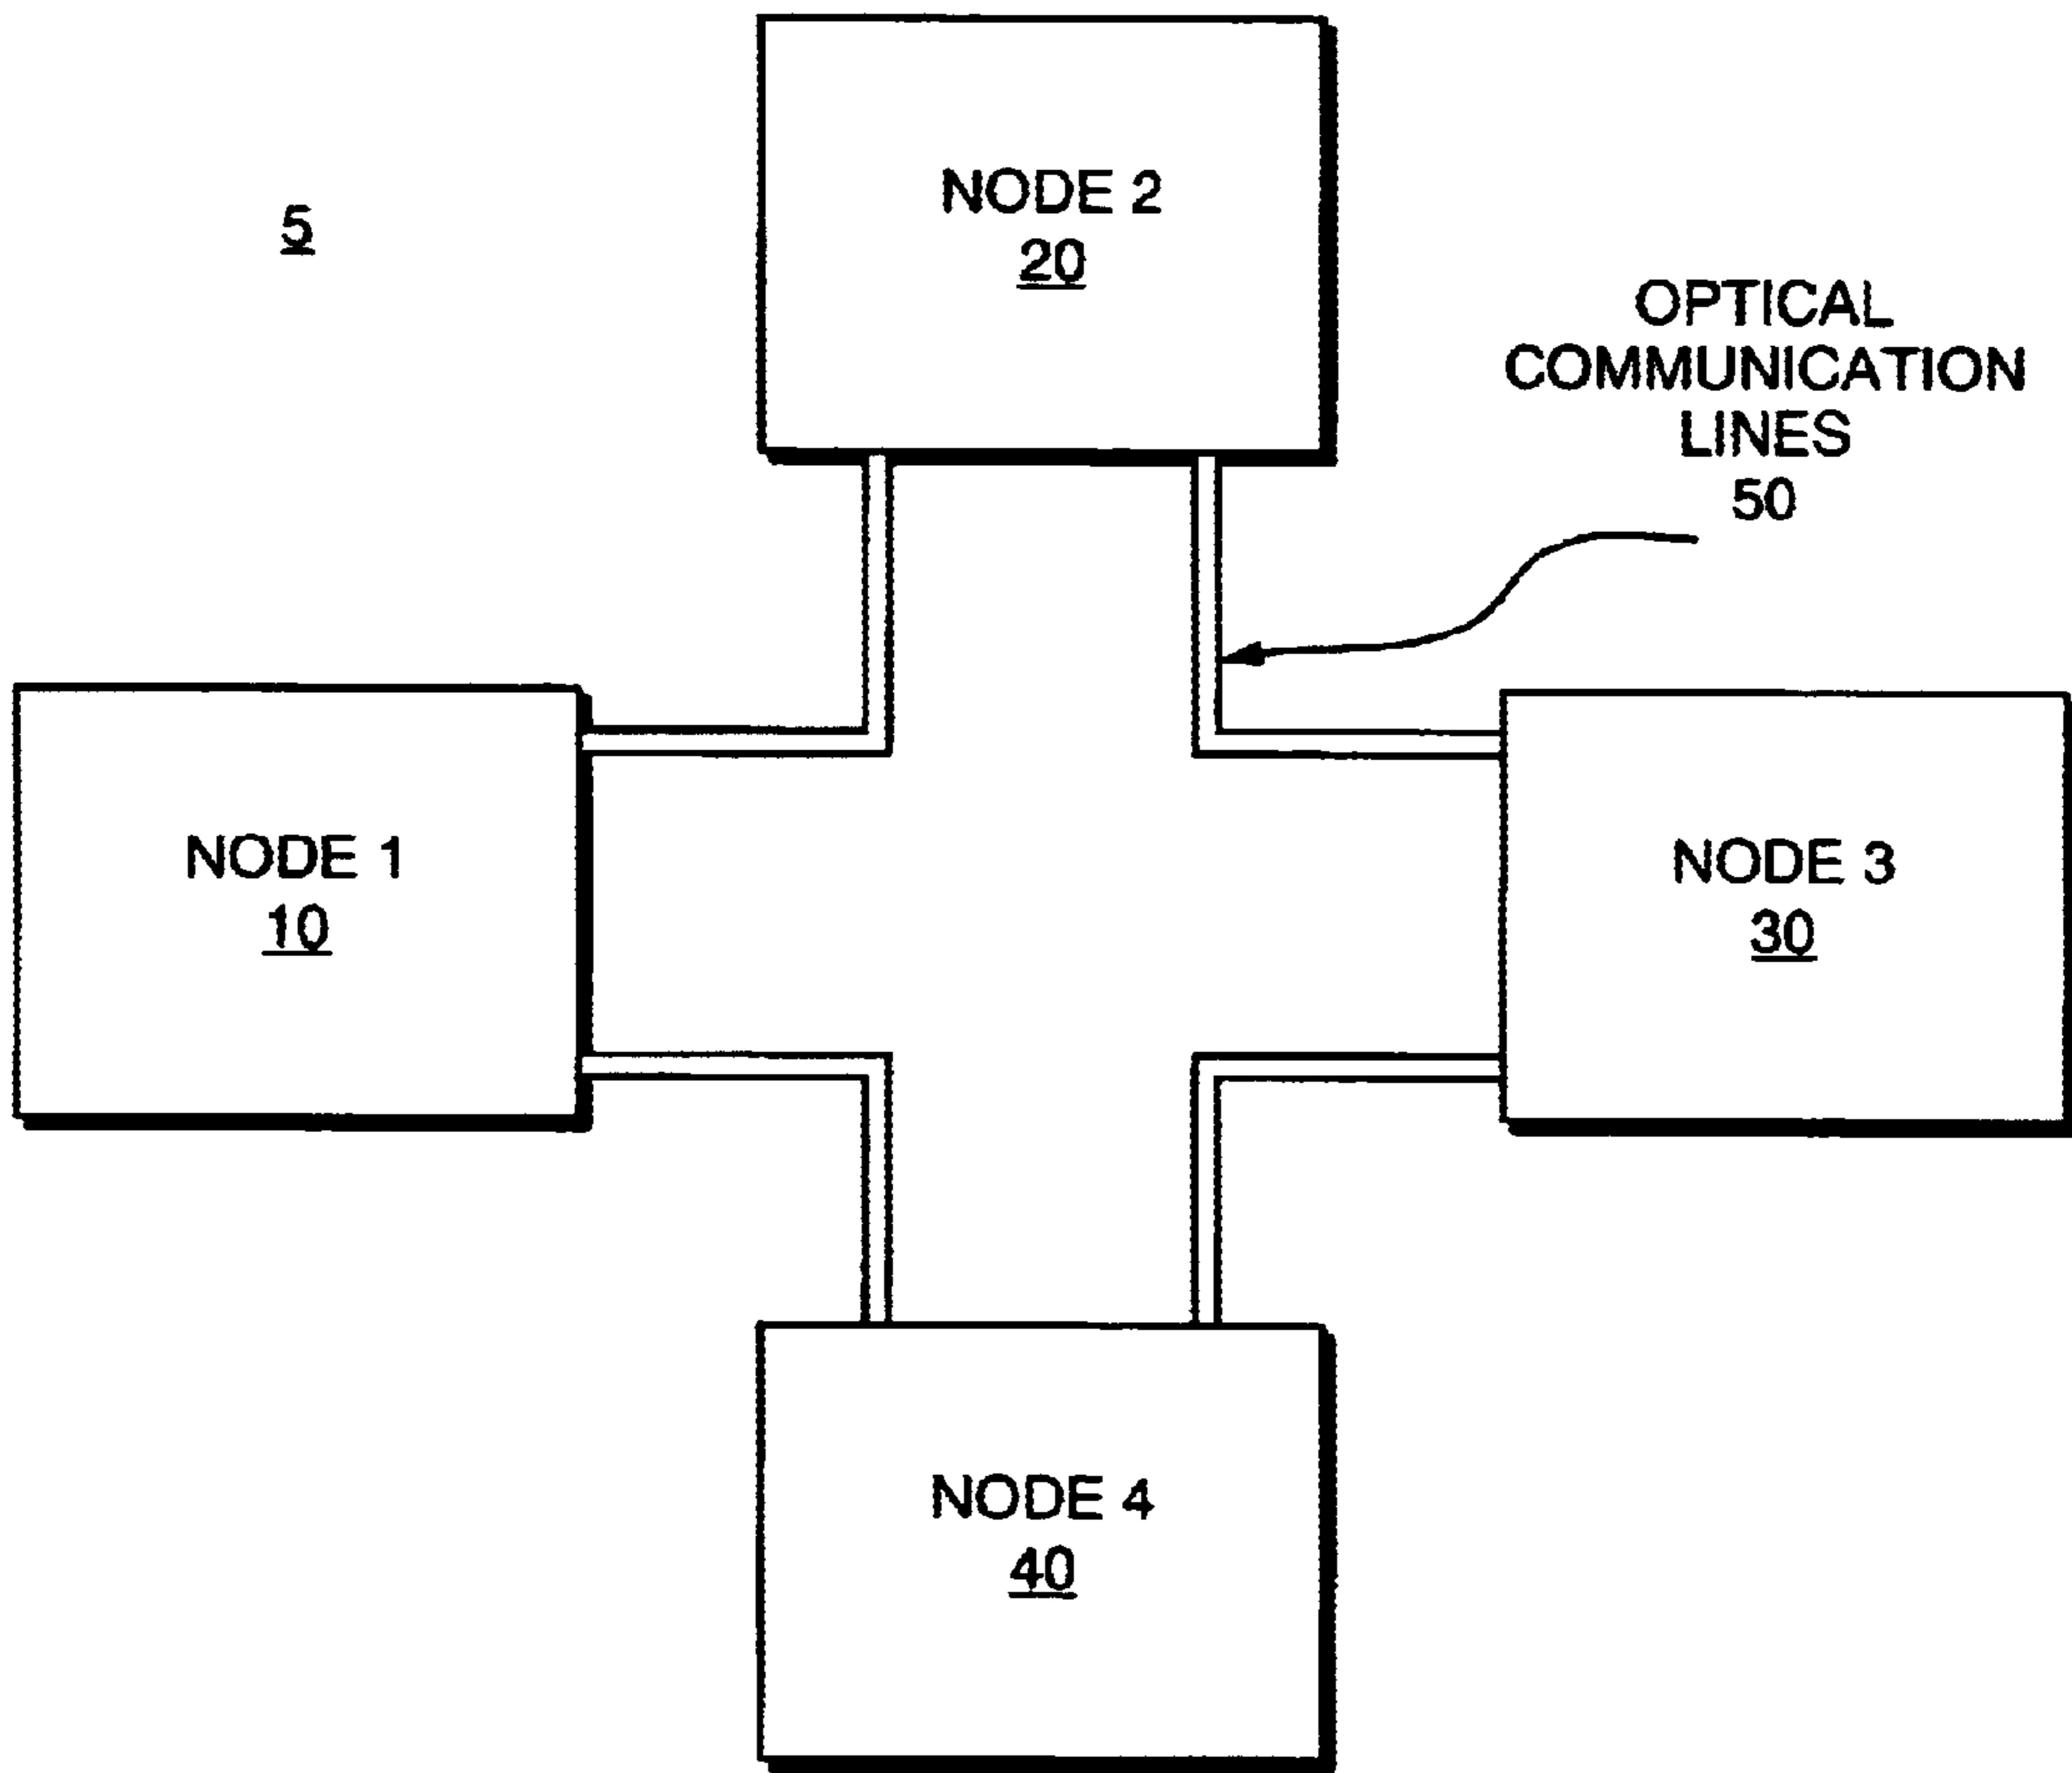 5
NODE 2
20
OPTICAL
COMMUNICATION
LINES
50
NODE 1
10
NODE 3
30
NODE 4
40